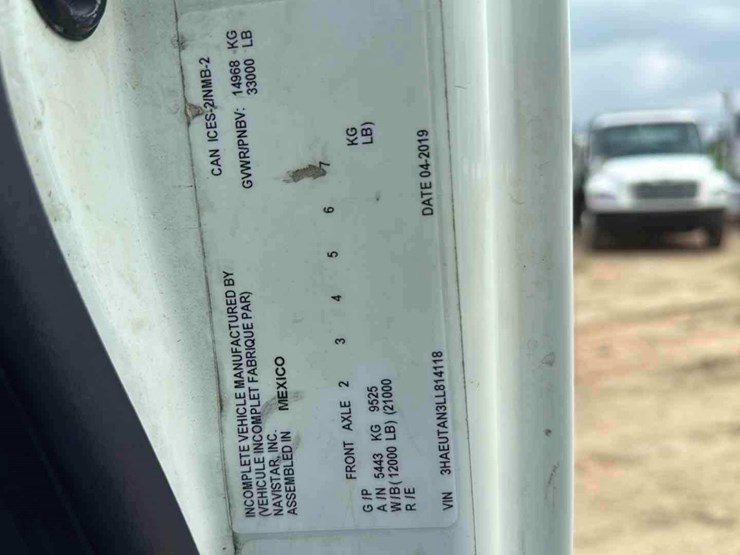 CAN ICES-2/NMB-2
GVWR/PNBV: 14968 KG
33000 LB
INCOMPLETE VEHICLE MANUFACTURED BY
(VEHICULE INCOMPLET FABRIQUE PAR)
NAVISTAR, INC.
ASSEMBLED IN MEXICO
FRONT AXLE 2 3 4 5 6 7
G/P
A/N 5443 KG 9525 KG
W/B (12000 LB) (21000 LB)
R/E
VIN 3HAEUTAN3LL814118 DATE 04-2019